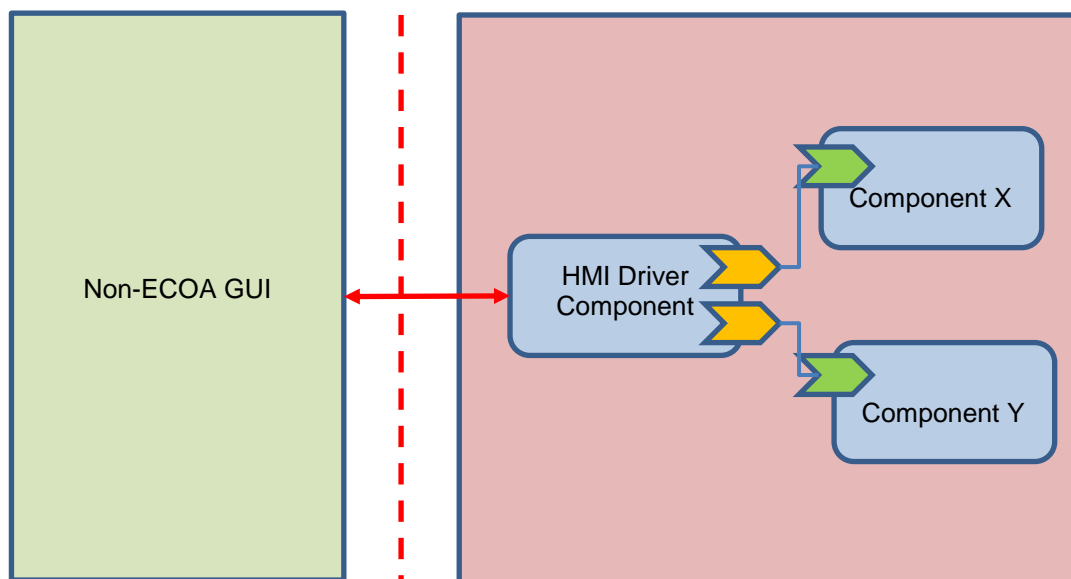 Non-ECOA GUI
HMI Driver
Component
Component X
Component Y